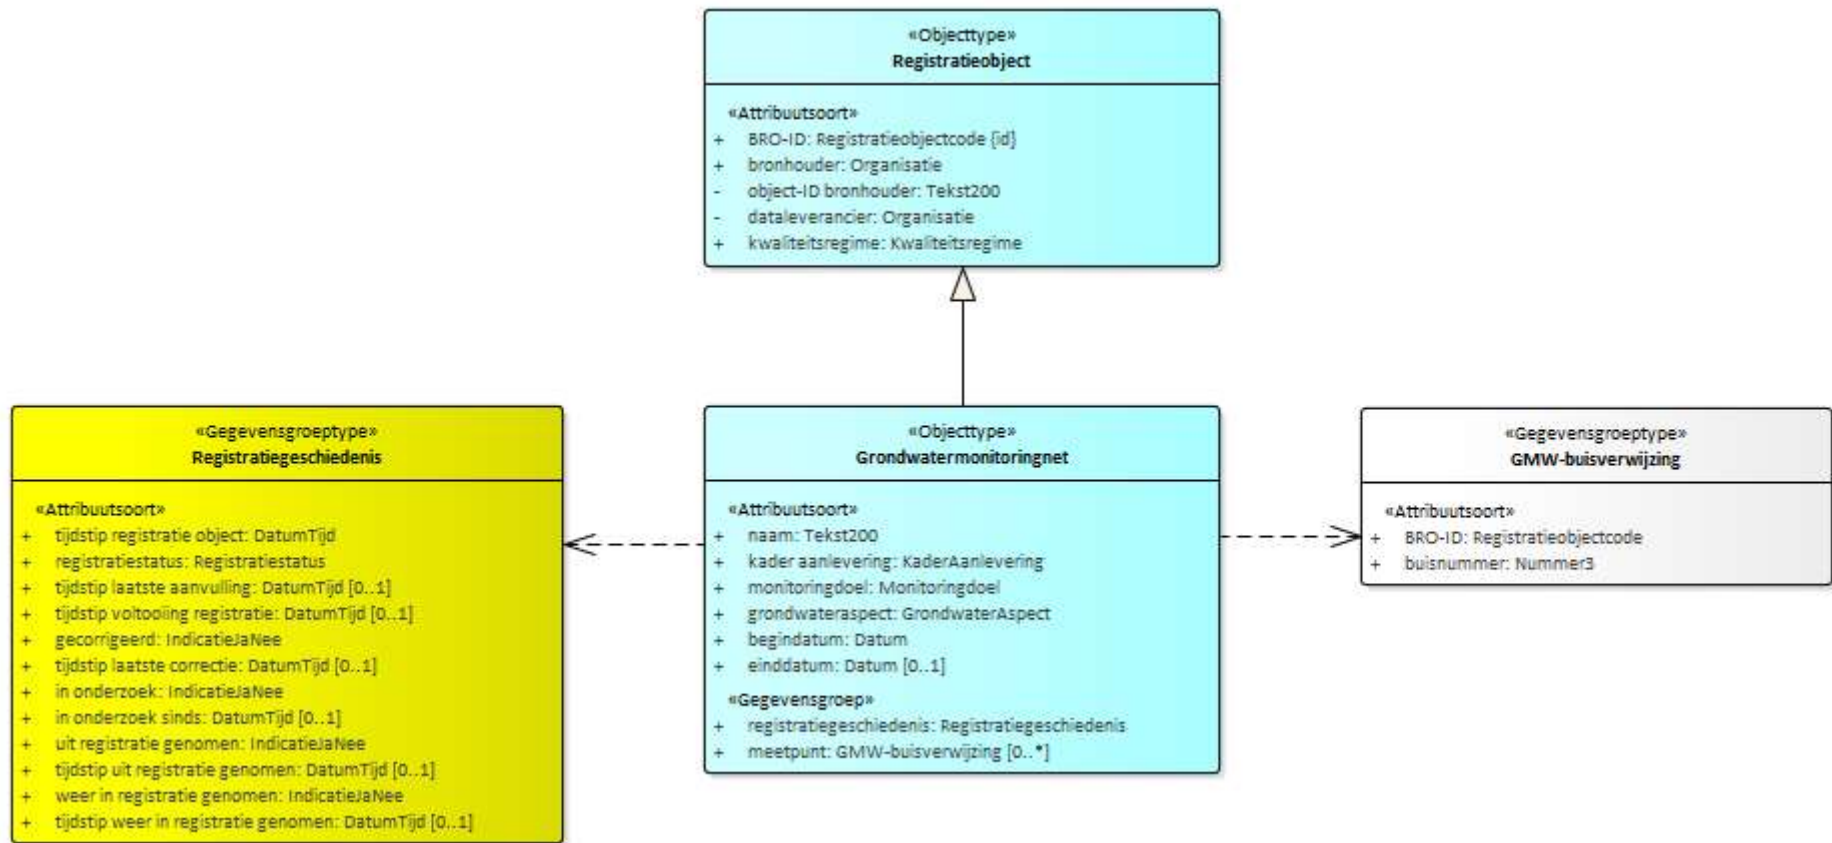 «Objecttype»
Registratieobject
«Attribuutsoort»
+ BRO-ID: Registratieobjectcode {id}
+ bronhouder: Organisatie
- object-ID bronhouder: Tekst200
- dataleverancier: Organisatie
+ kwaliteitsregime: Kwaliteitsregime
«Gegevensgroeptype»
Registratiegeschiedenis
«Attribuutsoort»
+ tijdstip registratie object: DatumTijd
+ registratiestatus: Registratiestatus
+ tijdstip laatste aanvulling: DatumTijd [0..1]
+ tijdstip voltooiing registratie: DatumTijd [0..1]
+ gecorrigeerd: IndicatieJaNee
+ tijdstip laatste correctie: DatumTijd [0..1]
+ in onderzoek: IndicatieJaNee
+ in onderzoek sinds: DatumTijd [0..1]
+ uit registratie genomen: IndicatieJaNee
+ tijdstip uit registratie genomen: DatumTijd [0..1]
+ weer in registratie genomen: IndicatieJaNee
+ tijdstip weer in registratie genomen: DatumTijd [0..1]
«Objecttype»
Grondwatermonitoringnet
«Attribuutsoort»
+ naam: Tekst200
+ kader aanlevering: KaderAanlevering
+ monitoringdoel: Monitoringdoel
+ grondwateraspect: GrondwaterAspect
+ begindatum: Datum
+ einddatum: Datum [0..1]
«Gegevensgroep»
+ registratiegeschiedenis: Registratiegeschiedenis
+ meetpunt: GMW-buisverwijzing [0..*]
«Gegevensgroeptype»
GMW-buisverwijzing
«Attribuutsoort»
+ BRO-ID: Registratieobjectcode
+ buisnummer: Nummer3